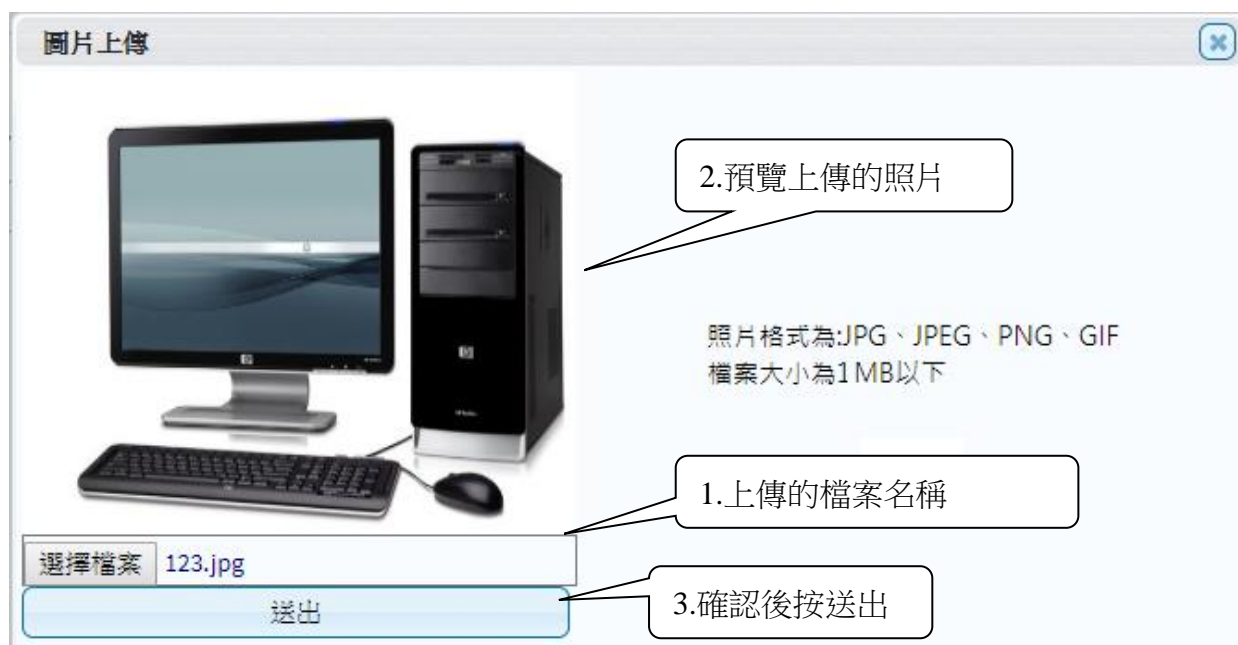 圖片上傳
2.預覽上傳的照片
照片格式為:JPG、JPEG、PNG、GIF
檔案大小為1MB以下
1.上傳的檔案名稱
選擇檔案 123.jpg
送出
3.確認後按送出